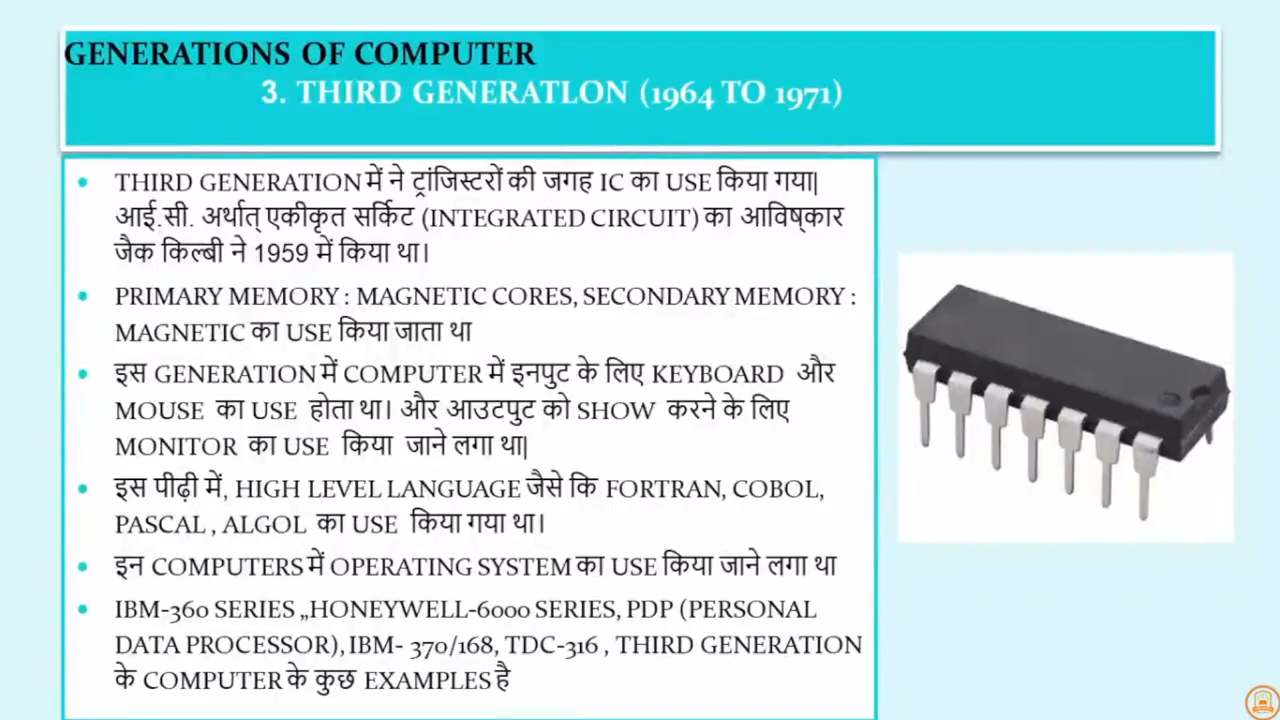 GENERATIONS OF COMPUTER
3. THIRD GENERATLON (1964 TO 1971)
• THIRD GENERATION में ने ट्रांजिस्टरों की जगह IC का USE किया गया|
आई.सी. अर्थात् एकीकृत सर्किट (INTEGRATED CIRCUIT) का आविष्कार
जैक किल्बी ने 1959 में किया था।
• PRIMARY MEMORY : MAGNETIC CORES, SECONDARY MEMORY :
MAGNETIC का USE किया जाता था
• इस GENERATION में COMPUTER में इनपुट के लिए KEYBOARD और
MOUSE का USE होता था। और आउटपुट को SHOW करने के लिए
MONITOR का USE किया जाने लगा था|
• इस पीढ़ी में, HIGH LEVEL LANGUAGE जैसे कि FORTRAN, COBOL,
PASCAL , ALGOL का USE किया गया था।
• इन COMPUTERS में OPERATING SYSTEM का USE किया जाने लगा था
• IBM-360 SERIES ,,HONEYWELL-6000 SERIES, PDP (PERSONAL
DATA PROCESSOR), IBM- 370/168, TDC-316 , THIRD GENERATION
के COMPUTER के कुछ EXAMPLES है